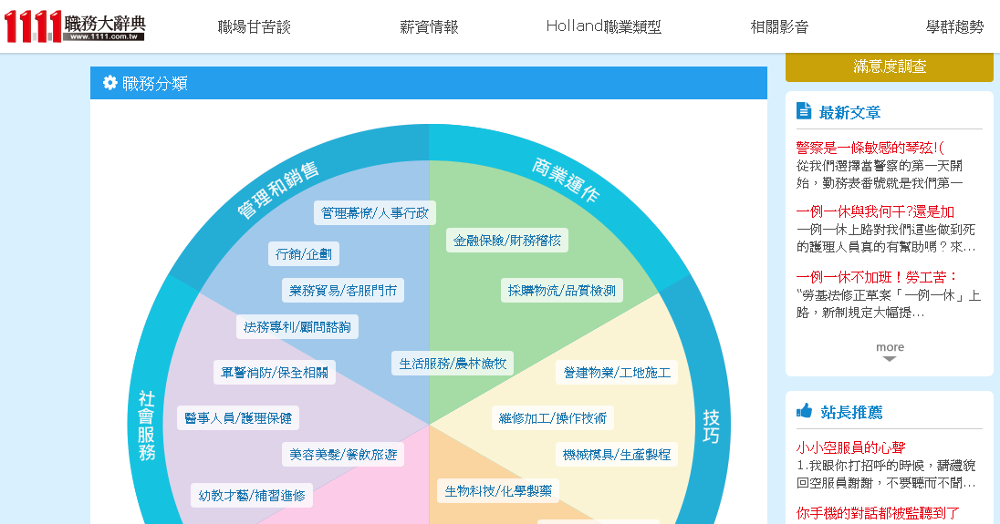 1111 職務大辭典
www.1111.com.tw
職場甘苦談
薪資情報
Holland職業類型
相關影音
學群趨勢
職務分類
管理和銷售
商業運作
管理幕僚/人事行政
金融保險/財務稽核
行銷/企劃
業務貿易/客服門市
採購物流/品質檢測
法務專利/顧問諮詢
生活服務/農林漁牧
軍警消防/保全相關
營建物業/工地施工
社會服務
醫事人員/護理保健
維修加工/操作技術
技巧
美容美髮/餐飲旅遊
機械模具/生產製程
幼教才藝/補習進修
生物科技/化學製藥
滿意度調查
最新文章
警察是一條敏感的琴弦!(
從我們選擇當警察的第一天開
始，勤務表番號就是我們第一
一例一休與我何干?還是加
一例一休上路對我們這些做到死
的護理人員真的有幫助嗎？來...
一例一休不加班！勞工苦：
“勞基法修正草案「一例一休」上
路，新制規定大幅提...
more
站長推薦
小小空服員的心聲
1.我跟你打招呼的時候，請禮貌
回空服員謝謝，不要聽而不聞...
你手機的對話都被監聽到了